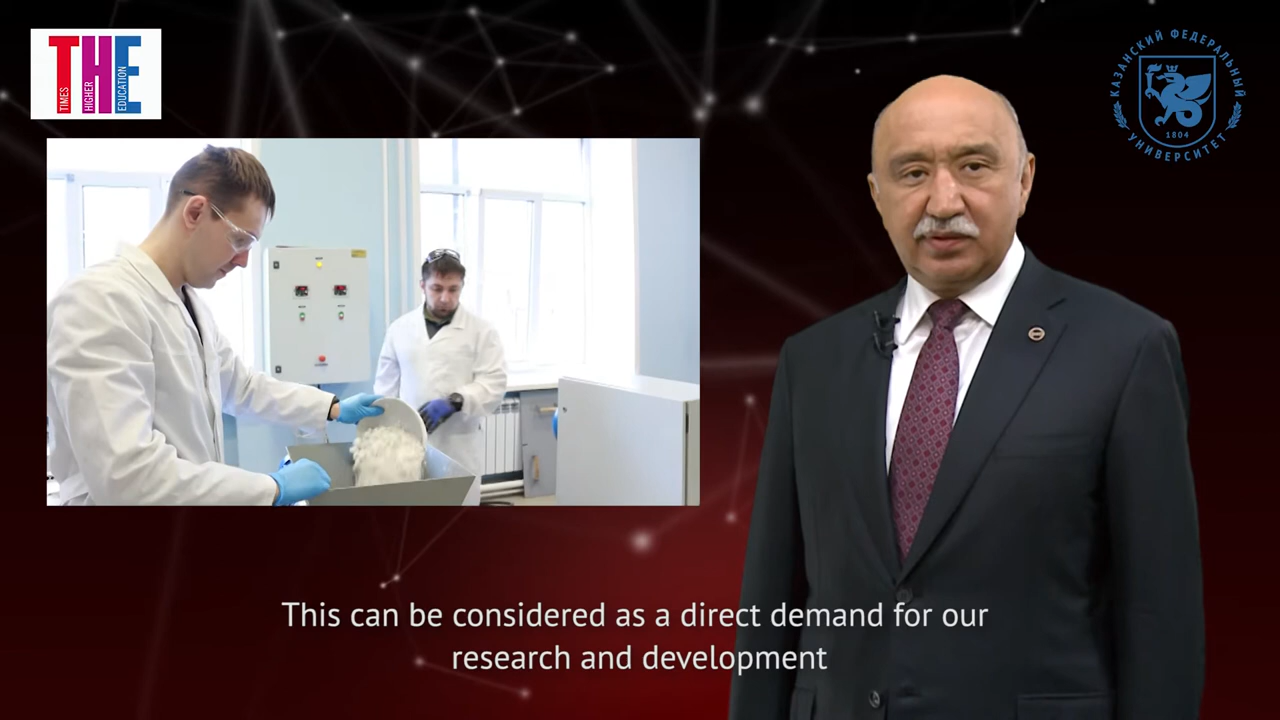 THE
TIMES
HIGHER
EDUCATION
КАЗАНСКИЙ ФЕДЕРАЛЬНЫЙ
УНИВЕРСИТЕТ
1804
This can be considered as a direct demand for our
research and development